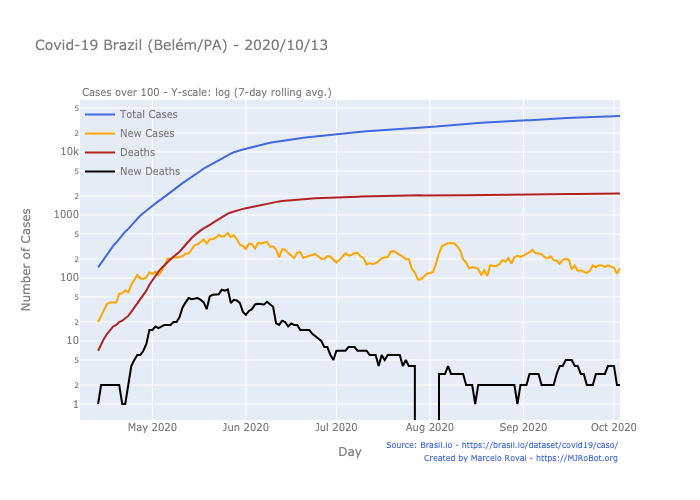 Covid-19 Brazil (Belém/PA) - 2020/10/13
Cases over 100 - Y-scale: log (7-day rolling avg.)
Total Cases
New Cases
Deaths
New Deaths
5
2
10k
5
2
1000
5
2
100
5
2
10
5
2
1
Number of Cases
May 2020
Jun 2020
Jul 2020
Aug 2020
Sep 2020
Oct 2020
Day
Source: Brasil.io - https://brasil.io/dataset/covid19/caso/
Created by Marcelo Rovai - https://MJRoBot.org